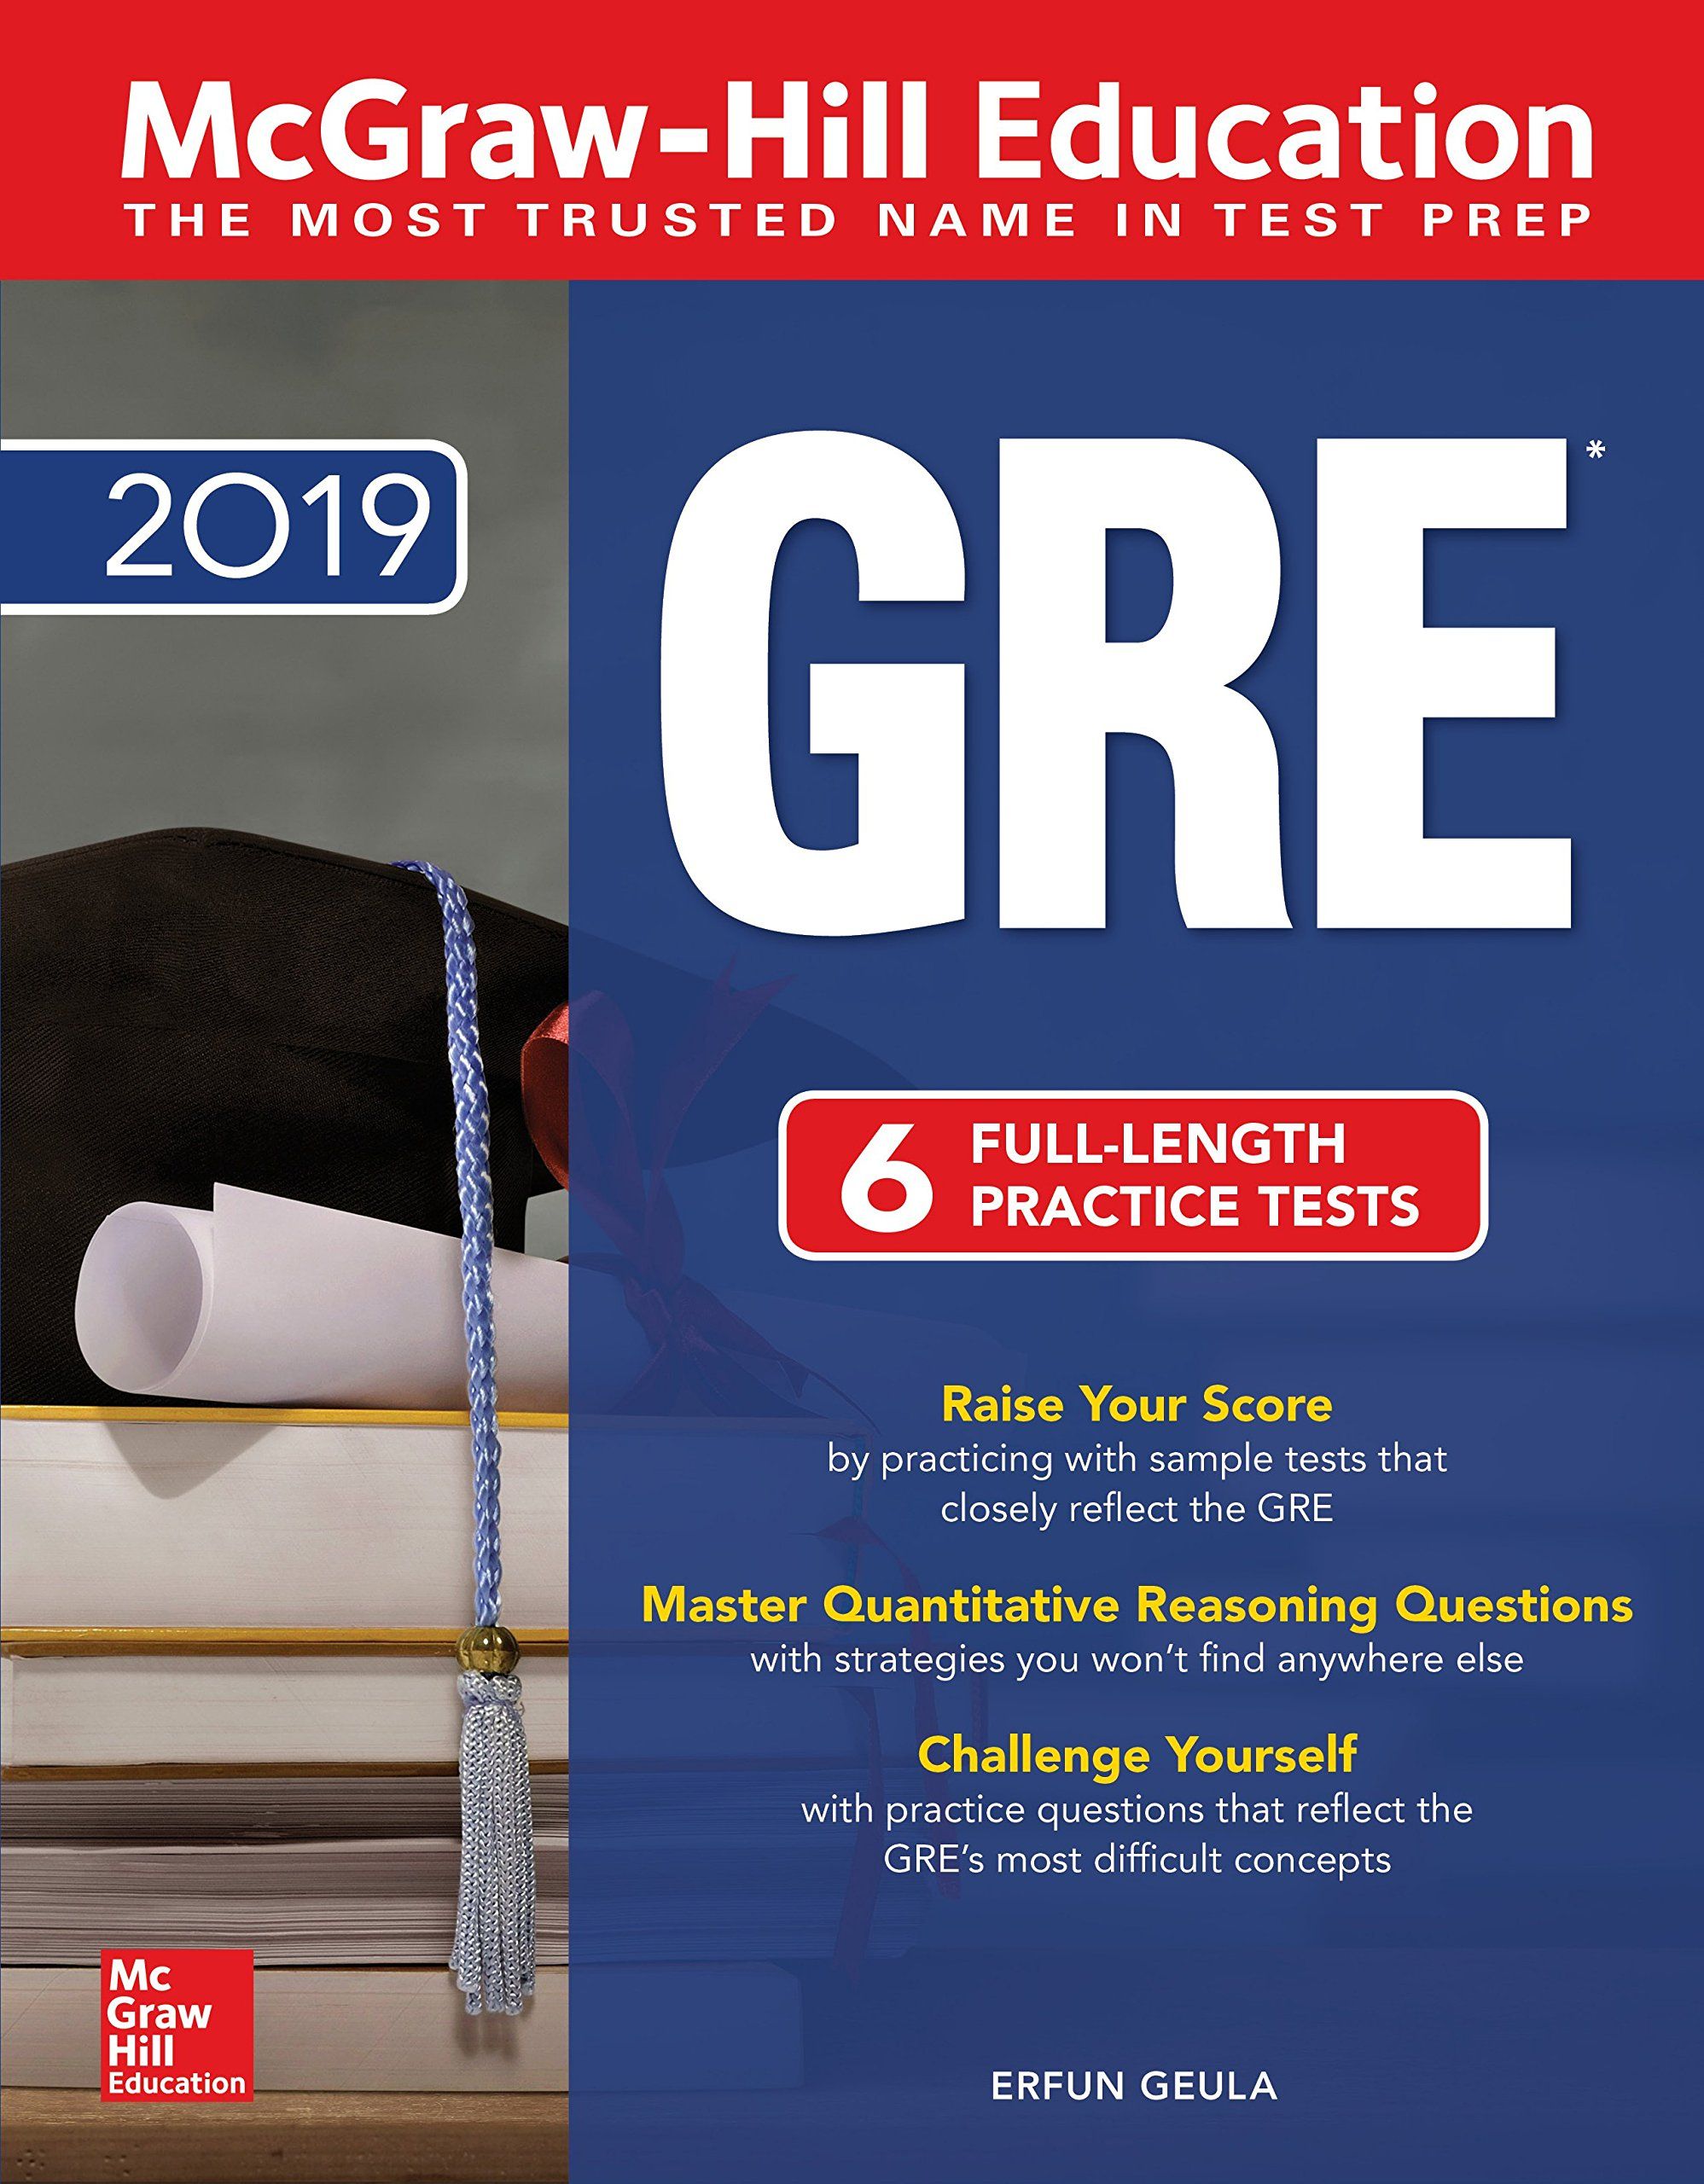 McGraw-Hill Education
THE MOST TRUSTED NAME IN TEST PREP
2019
GRE*
6 FULL-LENGTH
PRACTICE TESTS
Raise Your Score
by practicing with sample tests that
closely reflect the GRE
Master Quantitative Reasoning Questions
with strategies you won't find anywhere else
Challenge Yourself
with practice questions that reflect the
GRE's most difficult concepts
Mc
Graw
Hill
Education
ERFUN GEULA